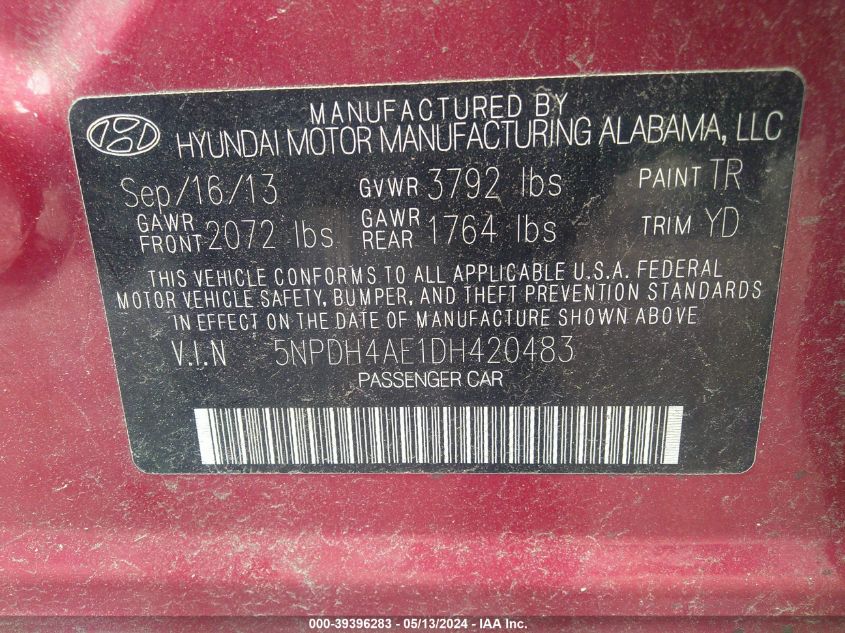 MANUFACTURED BY
HYUNDAI MOTOR MANUFACTURING ALABAMA, LLC
Sep/16/13 GVWR 3792 lbs PAINT TR
GAWR FRONT 2072 lbs GAWR REAR 1764 lbs TRIM YD
THIS VEHICLE CONFORMS TO ALL APPLICABLE U.S.A. FEDERAL
MOTOR VEHICLE SAFETY, BUMPER, AND THEFT PREVENTION STANDARDS
IN EFFECT ON THE DATE OF MANUFACTURE SHOWN ABOVE
V.I.N 5NPDH4AE1DH420483
PASSENGER CAR
000-39396283 - 05/13/2024 - IAA Inc.